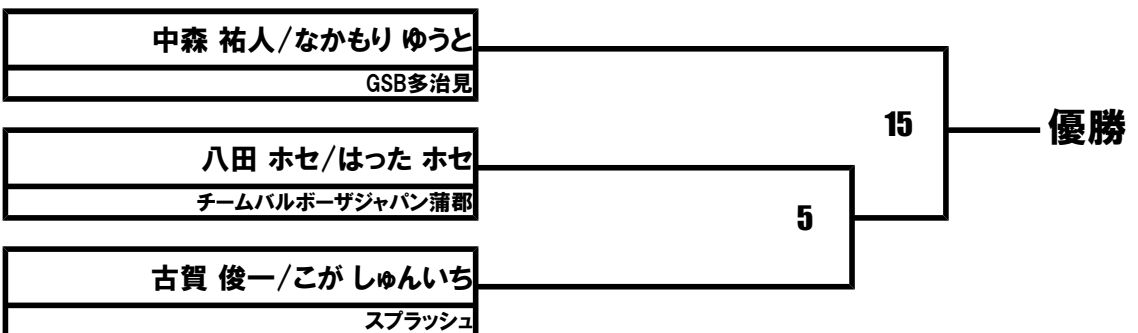 中森 祐人/なかもり ゆうと
GSB多治見
15
優勝
八田 ホセ/はった ホセ
チームバルボーザジャパン蒲郡
5
古賀 俊一/こが しゅんいち
スプラッシュ